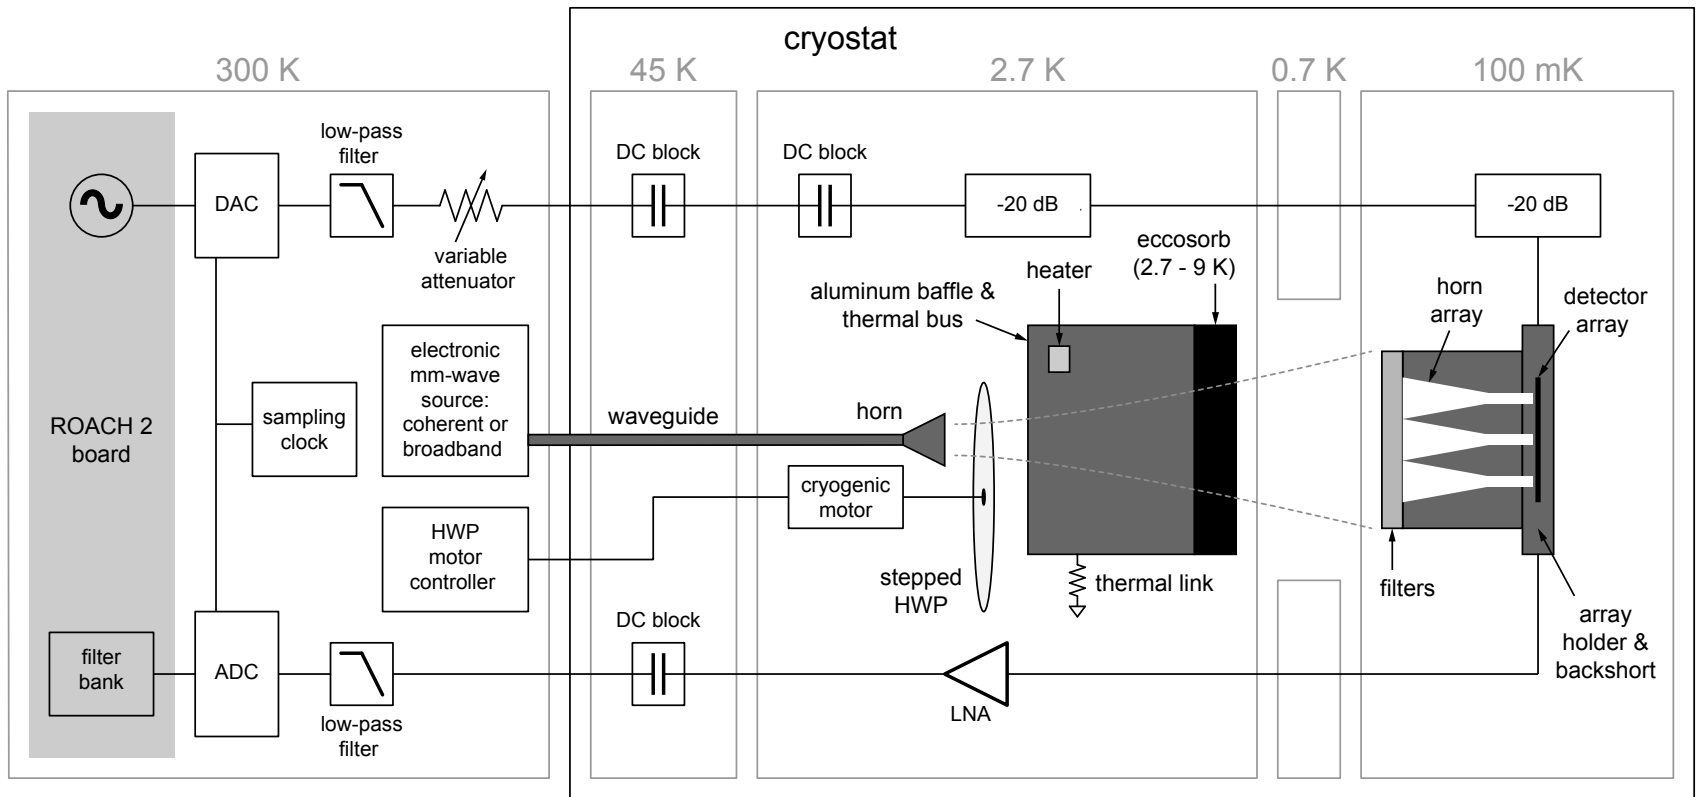 cryostat
300 K
45 K
2.7 K
0.7 K
100 mK
low-pass
filter
DAC
variable
attenuator
DC block
DC block
-20 dB
-20 dB
eccosorb
(2.7 - 9 K)
heater
aluminum baffle &
thermal bus
horn
array
detector
array
electronic
mm-wave
source:
coherent or
broadband
sampling
clock
ROACH 2
board
waveguide
horn
cryogenic
motor
HWP
motor
controller
stepped
HWP
thermal link
filters
array
holder &
backshort
DC block
filter
bank
ADC
low-pass
filter
LNA